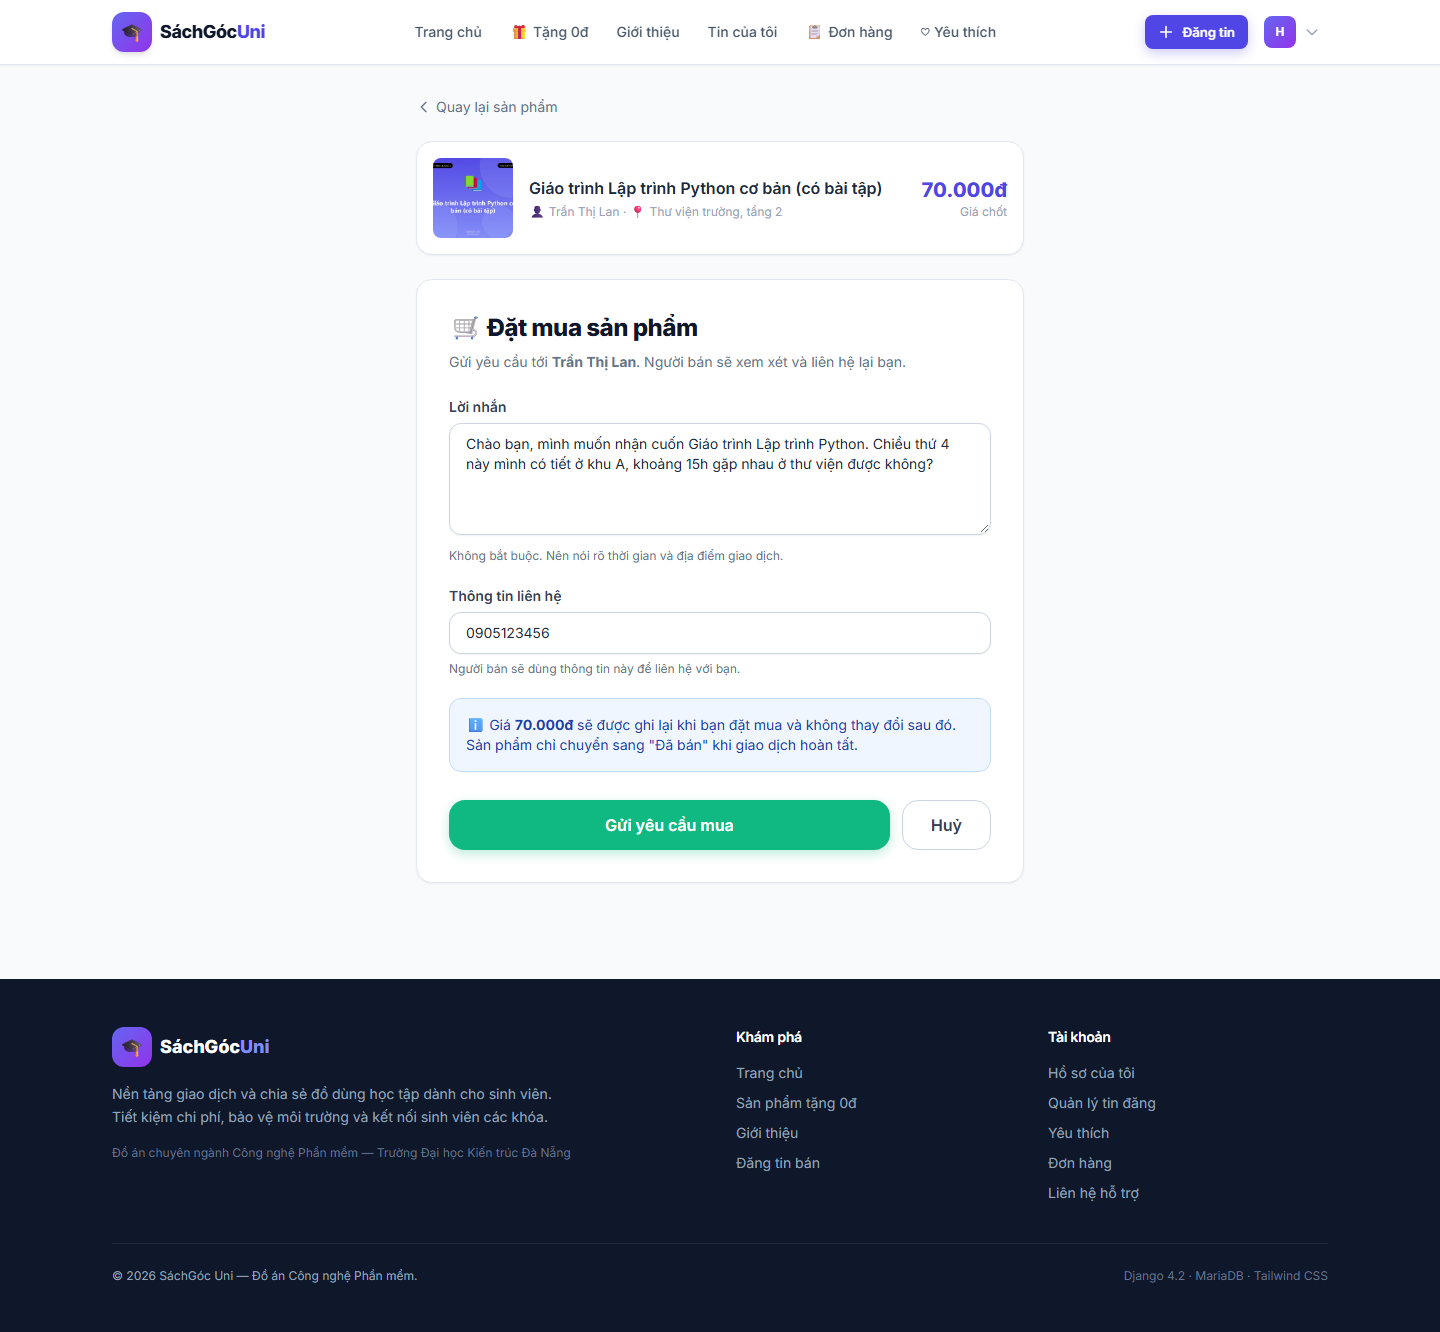 SáchGócUni
Trang chủ
Tặng 0đ
Giới thiệu
Tin của tôi
Đơn hàng
Yêu thích
Đăng tin
H
Quay lại sản phẩm
Giáo trình Lập trình Python cơ bản (có bài tập)
Trần Thị Lan · Thư viện trường, tầng 2
70.000đ
Giá chốt
Đặt mua sản phẩm
Gửi yêu cầu tới Trần Thị Lan. Người bán sẽ xem xét và liên hệ lại bạn.
Lời nhắn
Chào bạn, mình muốn nhận cuốn Giáo trình Lập trình Python. Chiều thứ 4
này mình có tiết ở khu A, khoảng 15h gặp nhau ở thư viện được không?
Không bắt buộc. Nên nói rõ thời gian và địa điểm giao dịch.
Thông tin liên hệ
0905123456
Người bán sẽ dùng thông tin này để liên hệ với bạn.
Giá 70.000đ sẽ được ghi lại khi bạn đặt mua và không thay đổi sau đó.
Sản phẩm chỉ chuyển sang "Đã bán" khi giao dịch hoàn tất.
Gửi yêu cầu mua
Huỷ
SáchGócUni
Nền tảng giao dịch và chia sẻ đồ dùng học tập dành cho sinh viên.
Tiết kiệm chi phí, bảo vệ môi trường và kết nối sinh viên các khóa.
Đồ án chuyên ngành Công nghệ Phần mềm — Trường Đại học Kiến trúc Đà Nẵng
Khám phá
Trang chủ
Sản phẩm tặng 0đ
Giới thiệu
Đăng tin bán
Tài khoản
Hồ sơ của tôi
Quản lý tin đăng
Yêu thích
Đơn hàng
Liên hệ hỗ trợ
© 2026 SáchGóc Uni — Đồ án Công nghệ Phần mềm.
Django 4.2 · MariaDB · Tailwind CSS